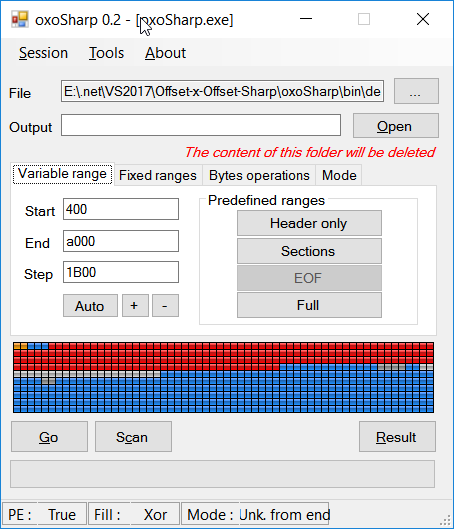 oxoSharp 0.2 - [oxoSharp.exe]
Session Tools About
File E:\.net\VS2017\Offset-x-Offset-Sharp\oxoSharp\bin\de ...
Output Open
The content of this folder will be deleted
Variable range Fixed ranges Bytes operations Mode
Predefined ranges
Start 400 Header only
End a000 Sections
Step 1B00 EOF
Auto + - Full
Go Scan Result
PE : True Fill : Xor Mode : Unk. from end